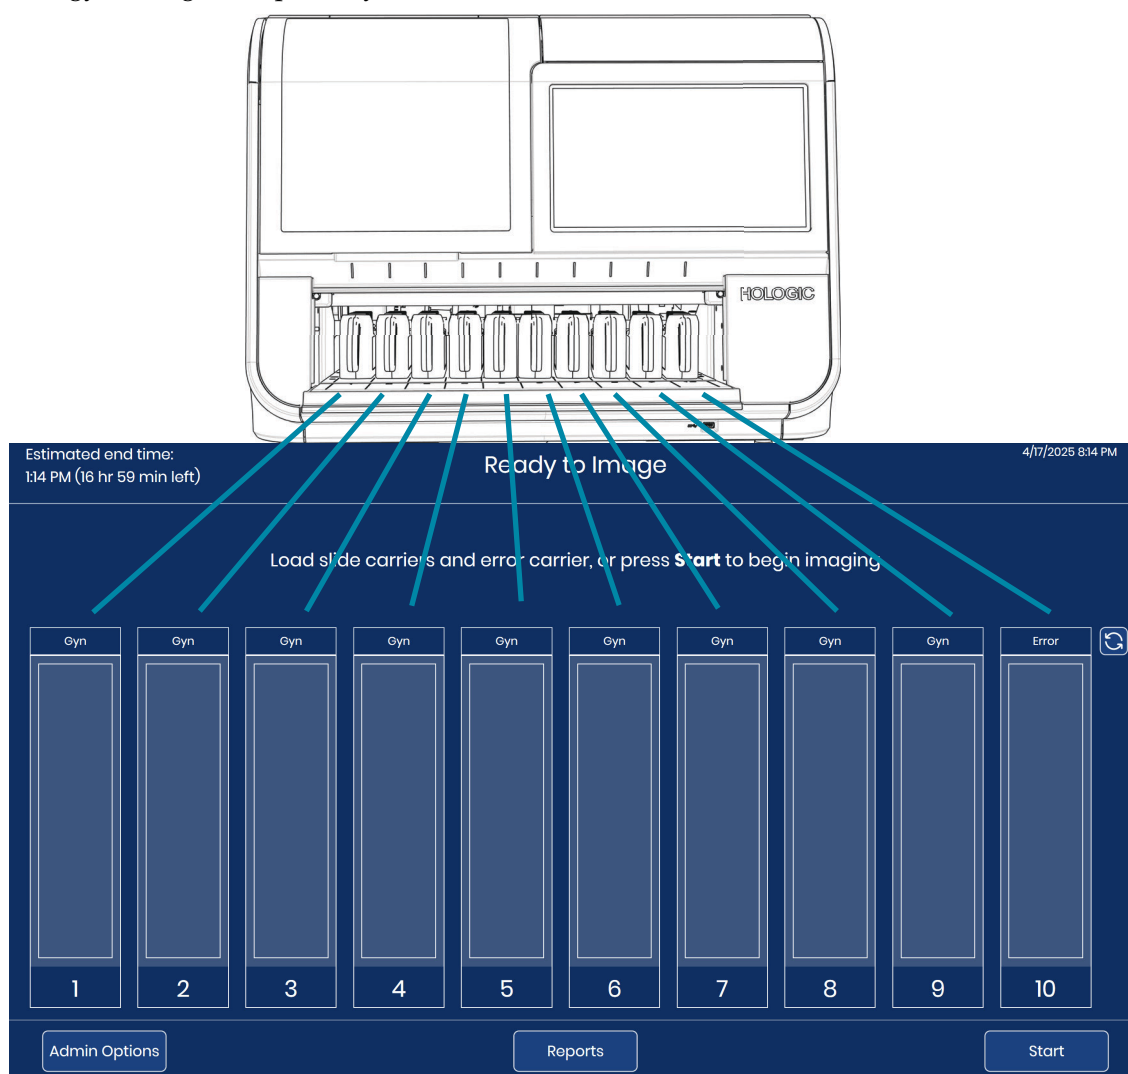 HOLOGIC
Estimated end time:
1:14 PM (16 hr 59 min left)
Ready to Image
4/17/2025 8:14 PM
Load slide carriers and error carrier, or press Start to begin imaging
Gyn Gyn Gyn Gyn Gyn Gyn Gyn Gyn Gyn Error
1 2 3 4 5 6 7 8 9 10
Admin Options Reports Start